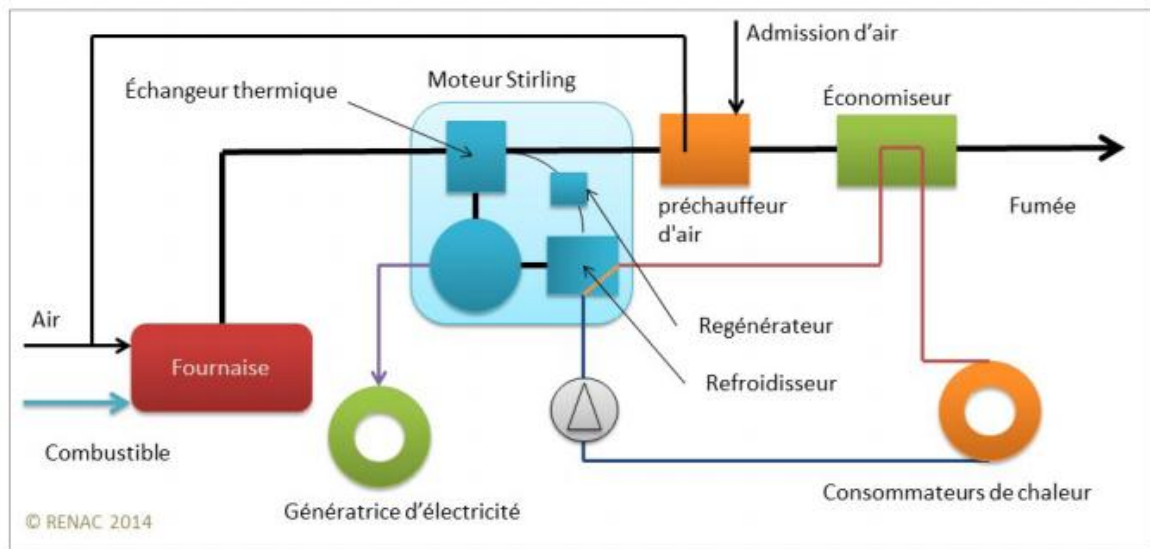 Admission d’air
Moteur Stirling
Échangeur thermique
Économiseur
préchauffeur
d'air
Fumée
Air
Regénérateur
Fournaise
Refroidisseur
Combustible
Consommateurs de chaleur
Génératrice d’électricité
© RENAC 2014